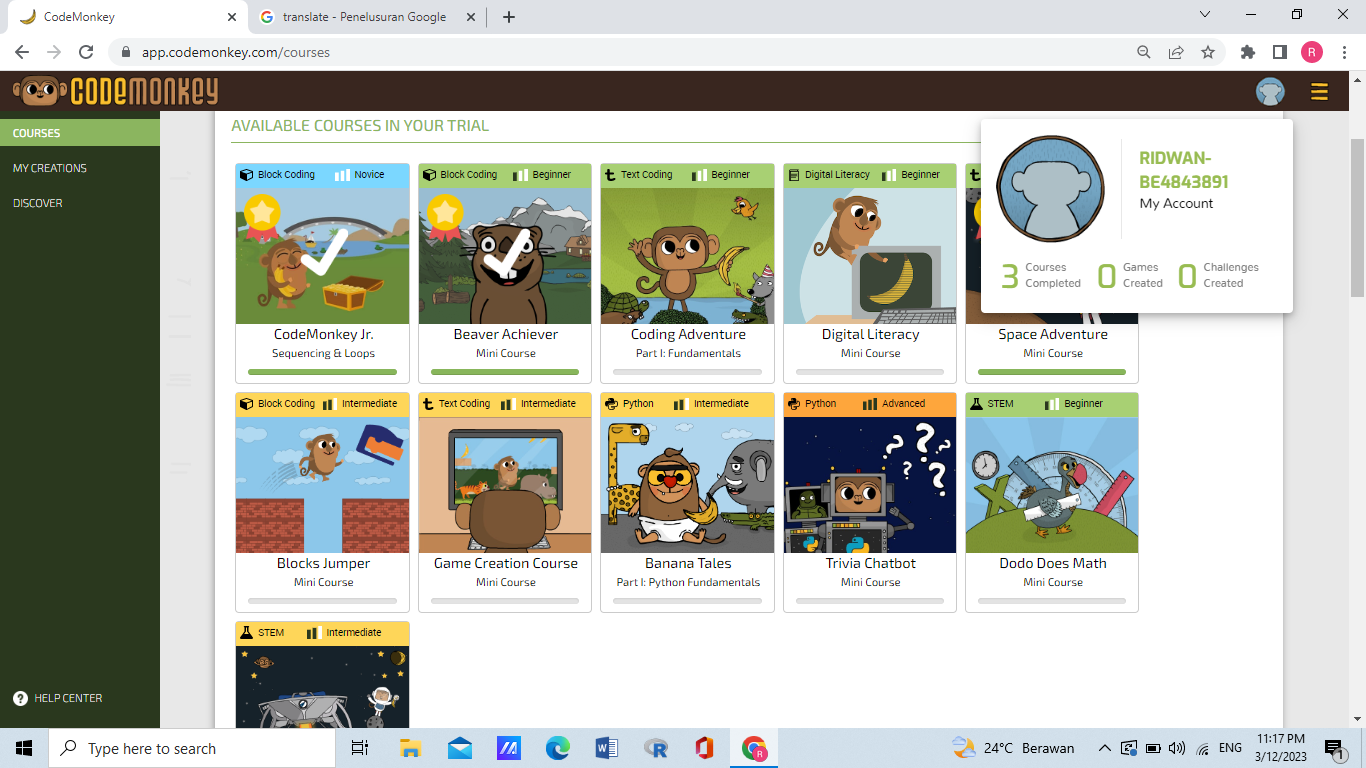 CodeMonkey
translate - Penelusuran Google
app.codemonkey.com/courses
R
CODEMONKEY
COURSES
MY CREATIONS
DISCOVER
HELP CENTER
AVAILABLE COURSES IN YOUR TRIAL
RIDWAN-
BE4843891
My Account
3 Courses Completed
0 Games Created
0 Challenges Created
Block Coding Novice
CodeMonkey Jr.
Sequencing & Loops
Block Coding Beginner
Beaver Achiever
Mini Course
Text Coding Beginner
Coding Adventure
Part I: Fundamentals
Digital Literacy Beginner
Digital Literacy
Mini Course
Space Adventure
Mini Course
Block Coding Intermediate
Blocks Jumper
Mini Course
Text Coding Intermediate
Game Creation Course
Mini Course
Python Intermediate
Banana Tales
Part I: Python Fundamentals
Python Advanced
? ? ? ?
Trivia Chatbot
Mini Course
STEM Beginner
Dodo Does Math
Mini Course
STEM Intermediate
Type here to search
24°C Berawan
ENG
11:17 PM
3/12/2023
1